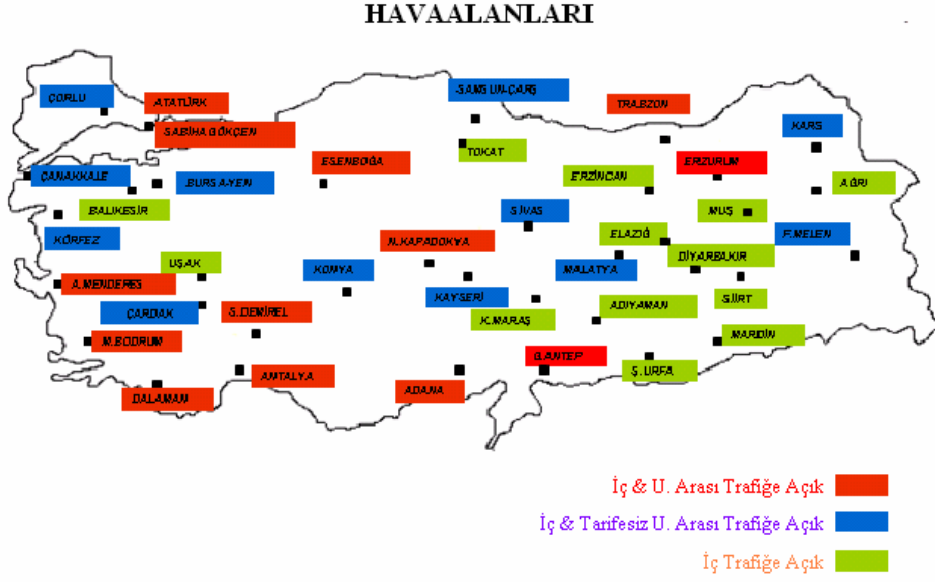 HAVAALANLARI
ÇORLU
ATATÜRK
SABİHA GÖKÇEN
SAMSUN-ÇARŞ
TRABZON
KARS
ESENBOĞA
TOKAT
ERZİNCAN
ERZURUM
AĞRI
ÇANAKKALE
BURSA-YEN
BALIKESİR
KÖRFEZ
SİVAS
MUŞ
N.KAPADOKYA
ELAZIĞ
DİYARBAKIR
F.MELEN
UŞAK
KONYA
MALATYA
A.MENDERES
KAYSERİ
SİİRT
ÇARDAK
S.DEMİREL
K.MARAŞ
ADIYAMAN
MARDİN
M.BODRUM
G.ANTEP
Ş.URFA
ANTALYA
ADANA
DALAMAN
İç & U. Arası Trafiğe Açık
İç & Tarifesiz U. Arası Trafiğe Açık
İç Trafiğe Açık